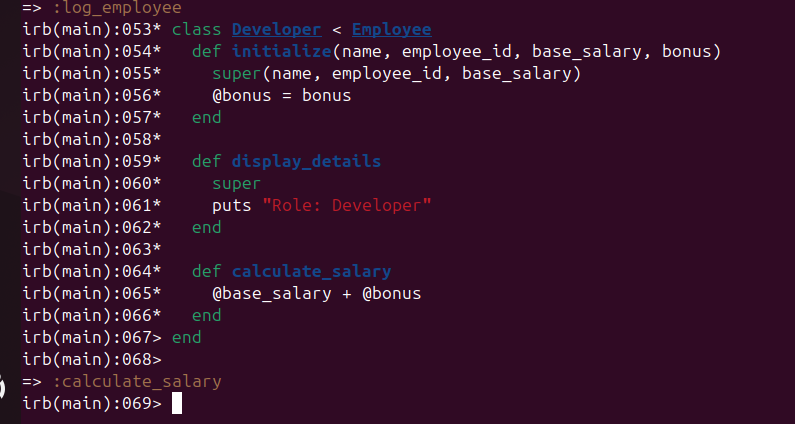 => :log_employee
irb(main):053* class Developer < Employee
irb(main):054*   def initialize(name, employee_id, base_salary, bonus)
irb(main):055*     super(name, employee_id, base_salary)
irb(main):056*     @bonus = bonus
irb(main):057*   end
irb(main):058*
irb(main):059*   def display_details
irb(main):060*     super
irb(main):061*     puts "Role: Developer"
irb(main):062*   end
irb(main):063*
irb(main):064*   def calculate_salary
irb(main):065*     @base_salary + @bonus
irb(main):066*   end
irb(main):067> end
irb(main):068>
=> :calculate_salary
irb(main):069>